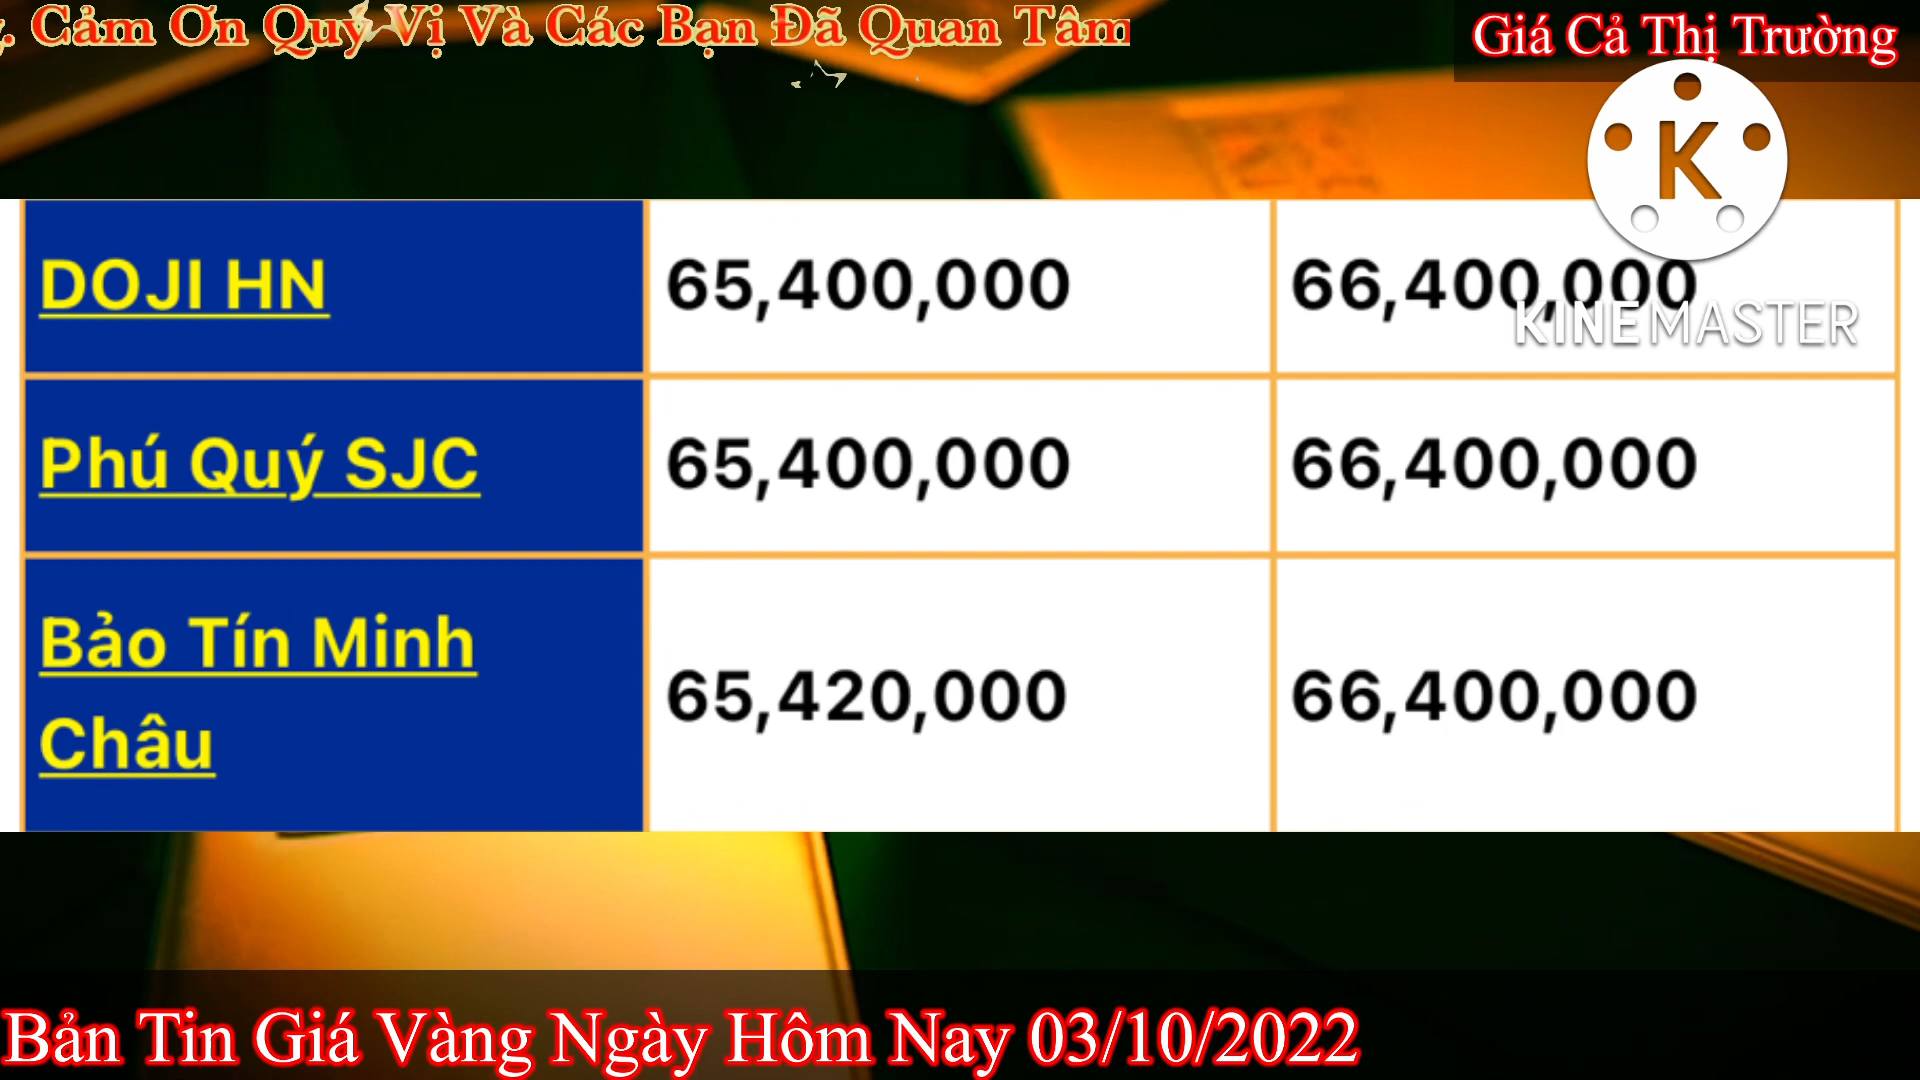 . Cảm Ơn Quý Vị Và Các Bạn Đã Quan Tâm
Giá Cả Thị Trường
K
KINEMASTER
DOJI HN 65,400,000 66,400,000
Phú Quý SJC 65,400,000 66,400,000
Bảo Tín Minh
Châu 65,420,000 66,400,000
Bản Tin Giá Vàng Ngày Hôm Nay 03/10/2022